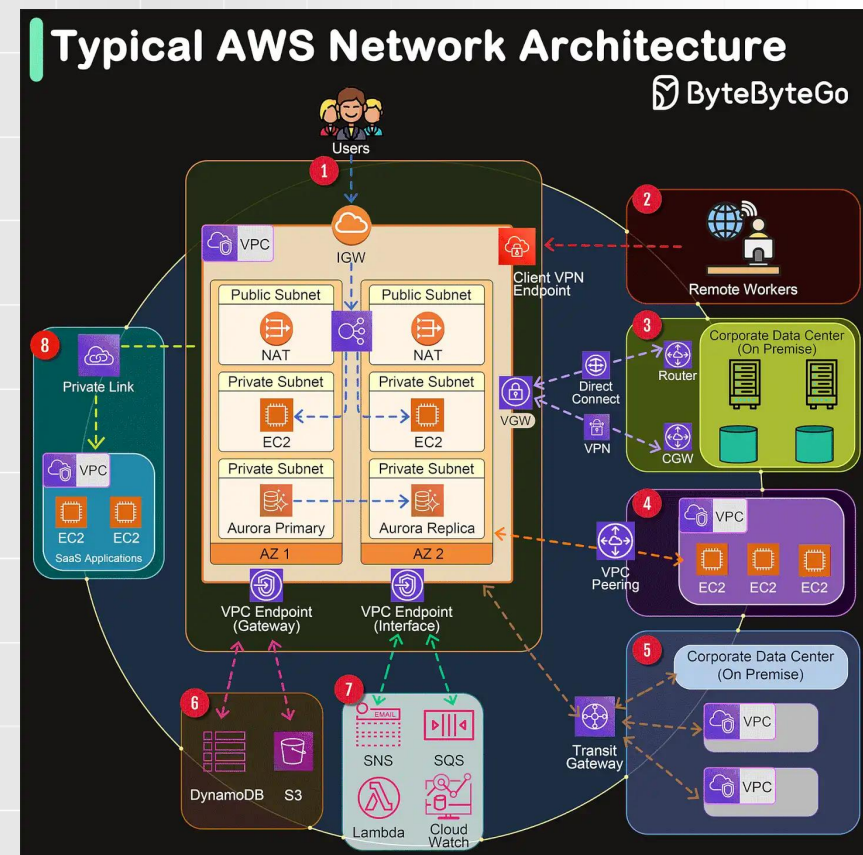 Typical AWS Network Architecture
ByteByteGo
Users
1
VPC
IGW
Client VPN
Endpoint
Public Subnet
NAT
Public Subnet
NAT
Private Subnet
EC2
Private Subnet
EC2
Private Subnet
Aurora Primary
AZ 1
Private Subnet
Aurora Replica
AZ 2
VGW
VPC Endpoint
(Gateway)
VPC Endpoint
(Interface)
2
Remote Workers
3
Corporate Data Center
(On Premise)
Router
Direct
Connect
VPN
CGW
4
VPC
EC2
EC2
EC2
VPC
Peering
5
Corporate Data Center
(On Premise)
VPC
VPC
Transit
Gateway
6
DynamoDB
S3
7
EMAIL
SNS
SQS
Lambda
Cloud
Watch
8
Private Link
VPC
EC2
EC2
SaaS Applications